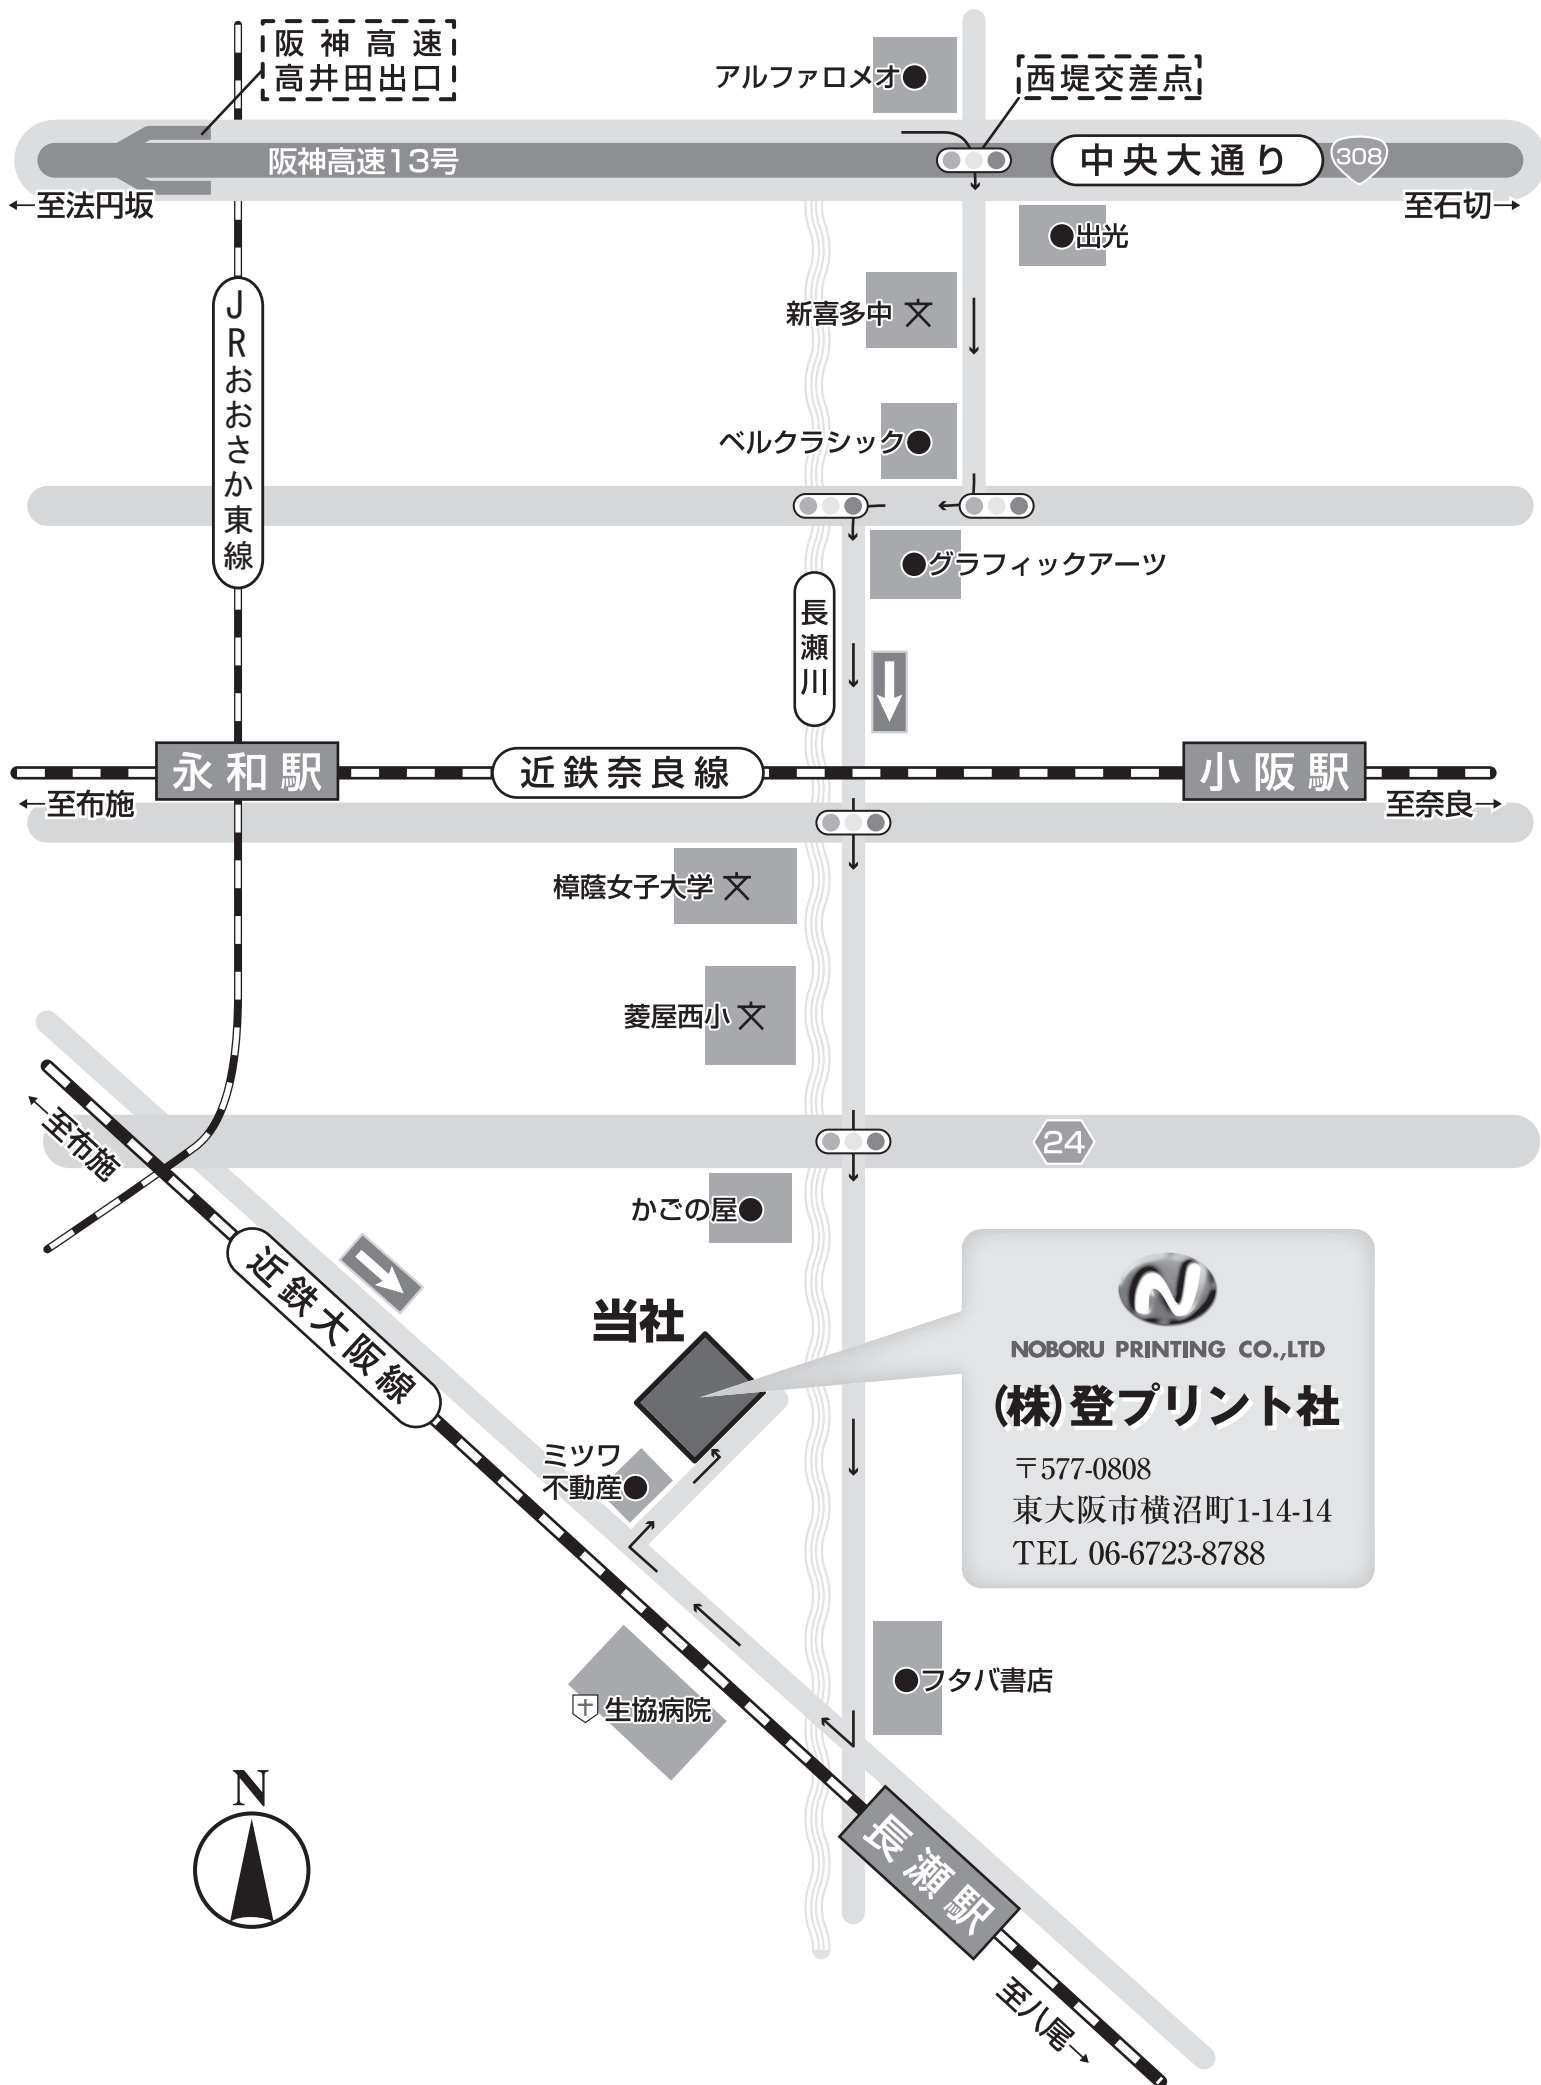 阪神高速
高井田出口
アルファロメオ
西堤交差点
阪神高速13号
中央大通り
308
←至法円坂
至石切→
出光
新喜多中
JRおおさか東線
ベルクラシック
グラフィックアーツ
長瀬川
永和駅
近鉄奈良線
小阪駅
←至布施
至奈良→
樟蔭女子大学
菱屋西小
←至布施
24
かごの屋
近鉄大阪線
当社
NOBORU PRINTING CO.,LTD
(株)登プリント社
〒577-0808
東大阪市横沼町1-14-14
TEL 06-6723-8788
ミツワ
不動産
フタバ書店
生協病院
N
長瀬駅
至八尾→